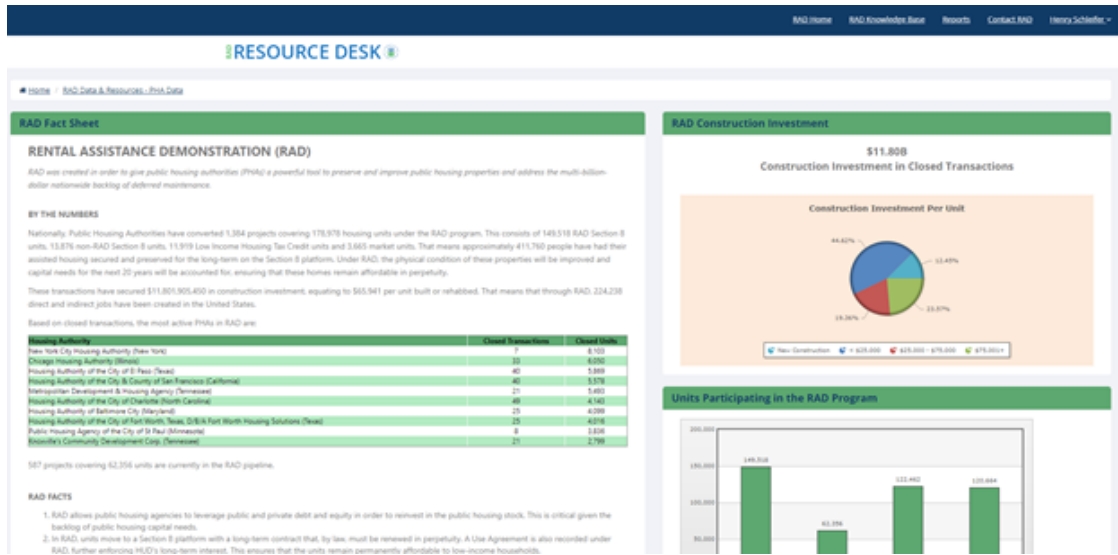 RAD Home RAD Knowledge Base Reports Contact RAD Henry Schleifer
RAD RESOURCE DESK
Home / RAD Data & Resources - PHA Data
RAD Fact Sheet
RENTAL ASSISTANCE DEMONSTRATION (RAD)
RAD was created in order to give public housing authorities (PHAs) a powerful tool to preserve and improve public housing properties and address the multi-billion-
dollar nationwide backlog of deferred maintenance.
BY THE NUMBERS
Nationally, Public Housing Authorities have converted 1,384 projects covering 178,978 housing units under the RAD program. This consists of 149,518 RAD Section 8
units, 13,876 non-RAD Section 8 units, 11,919 Low Income Housing Tax Credit units and 3,665 market units. That means approximately 411,760 people have had their
assisted housing secured and preserved for the long-term on the Section 8 platform. Under RAD, the physical condition of these properties will be improved and
capital needs for the next 20 years will be accounted for, ensuring that these homes remain affordable in perpetuity.
These transactions have secured $11,801,905,450 in construction investment, equating to $65,941 per unit built or rehabbed. That means that through RAD, 224,238
direct and indirect jobs have been created in the United States.
Based on closed transactions, the most active PHAs in RAD are:
Housing Authority Closed Transactions Closed Units
New York City Housing Authority (New York) 7 8,103
Chicago Housing Authority (Illinois) 33 6,050
Housing Authority of the City of El Paso (Texas) 40 5,869
Housing Authority of the City & County of San Francisco (California) 40 5,578
Metropolitan Development & Housing Agency (Tennessee) 21 5,493
Housing Authority of the City of Charlotte (North Carolina) 49 4,143
Housing Authority of Baltimore City (Maryland) 25 4,099
Housing Authority of the City of Fort Worth, Texas, D/B/A Fort Worth Housing Solutions (Texas) 25 4,016
Public Housing Agency of the City of St Paul (Minnesota) 8 3,836
Knoxville's Community Development Corp. (Tennessee) 21 2,799
587 projects covering 62,356 units are currently in the RAD pipeline.
RAD FACTS
1. RAD allows public housing agencies to leverage public and private debt and equity in order to reinvest in the public housing stock. This is critical given the
backlog of public housing capital needs.
2. In RAD, units move to a Section 8 platform with a long-term contract that, by law, must be renewed in perpetuity. A Use Agreement is also recorded under
RAD, further enforcing HUD's long-term interest. This ensures that the units remain permanently affordable to low-income households.
RAD Construction Investment
$11.80B
Construction Investment in Closed Transactions
Construction Investment Per Unit
44.62%
12.45%
19.36%
23.57%
New Construction < $25,000 $25,000 - $75,000 $75,001+
Units Participating in the RAD Program
200,000
150,000
100,000
50,000
149,518
62,356
122,462
120,664